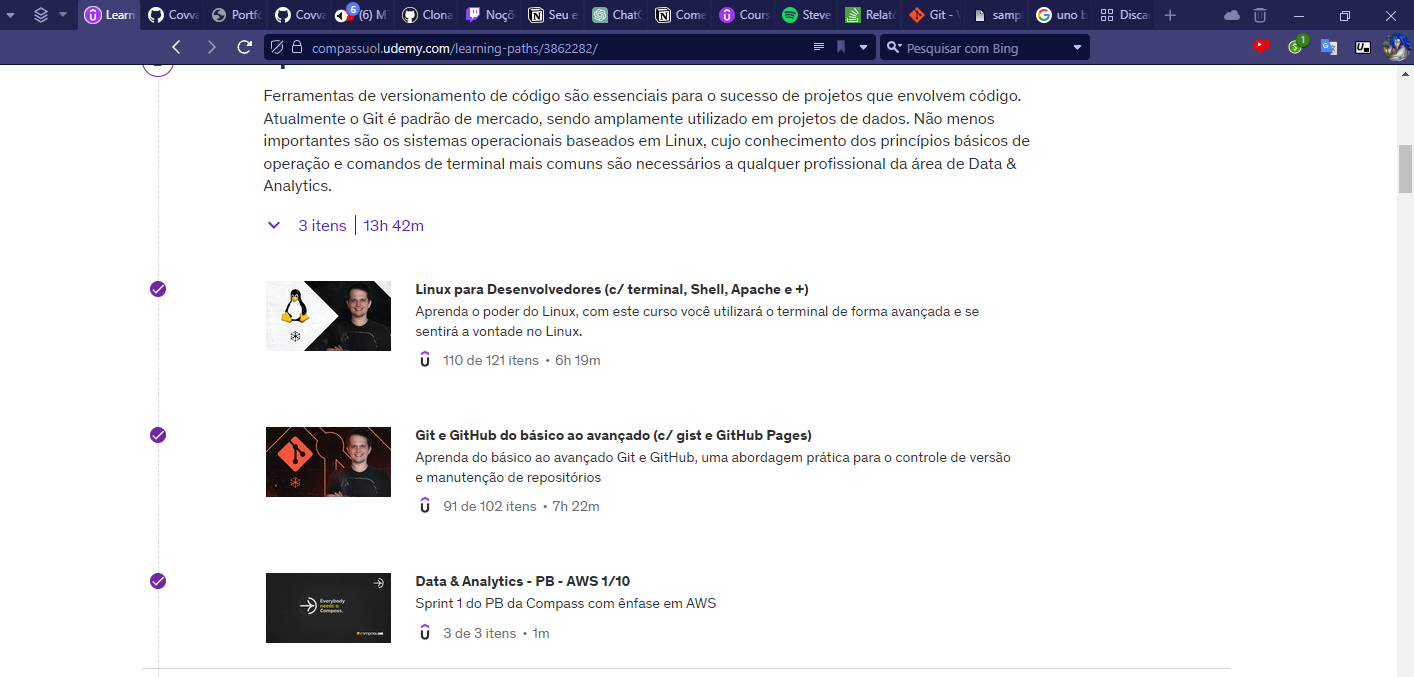 Learn
Covva
Portfó
Covva
6
(6) M
Clona
Noçõ
Seu e
Chat
Come
Cours
Steve
Relató
Git - 
samp
uno b
Disca
compassuol.udemy.com/learning-paths/3862282/
Pesquisar com Bing
1
Ferramentas de versionamento de código são essenciais para o sucesso de projetos que envolvem código.
Atualmente o Git é padrão de mercado, sendo amplamente utilizado em projetos de dados. Não menos
importantes são os sistemas operacionais baseados em Linux, cujo conhecimento dos princípios básicos de
operação e comandos de terminal mais comuns são necessários a qualquer profissional da área de Data &
Analytics.
3 itens | 13h 42m
Linux para Desenvolvedores (c/ terminal, Shell, Apache e +)
Aprenda o poder do Linux, com este curso você utilizará o terminal de forma avançada e se
sentirá a vontade no Linux.
110 de 121 itens • 6h 19m
Git e GitHub do básico ao avançado (c/ gist e GitHub Pages)
Aprenda do básico ao avançado Git e GitHub, uma abordagem prática para o controle de versão
e manutenção de repositórios
91 de 102 itens • 7h 22m
Everybody
needs a
Compass.
Data & Analytics - PB - AWS 1/10
Sprint 1 do PB da Compass com ênfase em AWS
3 de 3 itens • 1m